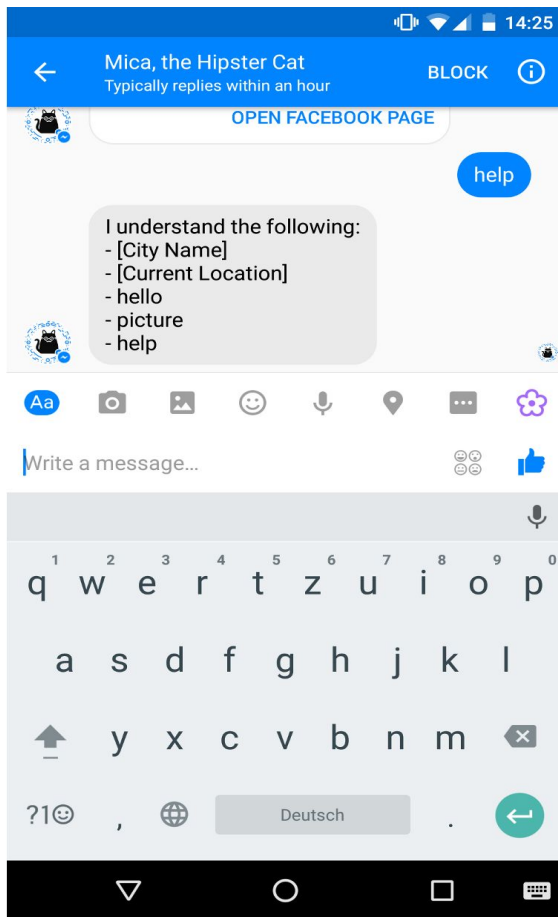 14:25
Mica, the Hipster Cat
Typically replies within an hour
BLOCK
OPEN FACEBOOK PAGE
help
I understand the following:
- [City Name]
- [Current Location]
- hello
- picture
- help
Aa
Write a message...
1 2 3 4 5 6 7 8 9 0
q w e r t z u i o p
a s d f g h j k l
y x c v b n m
?1☺ , Deutsch .